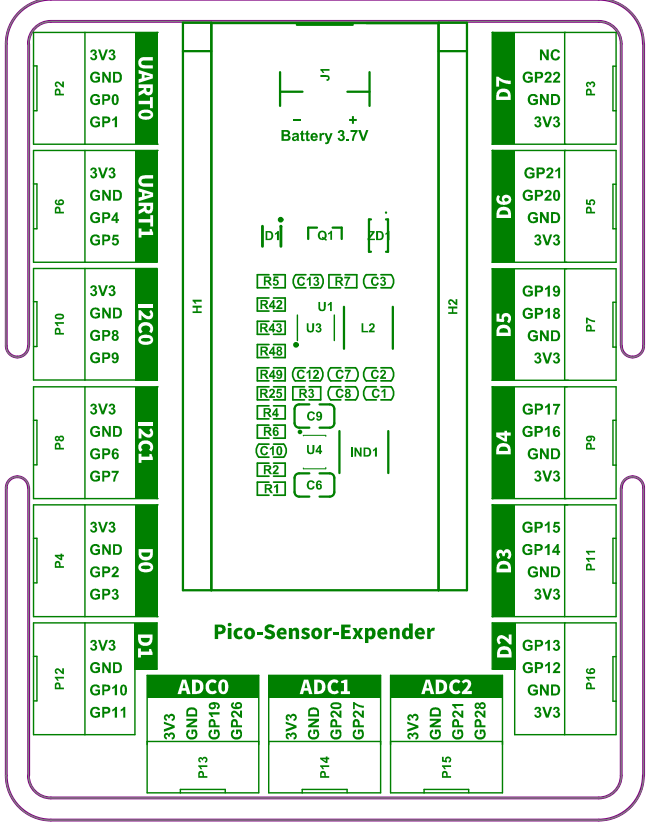 P2
3V3
GND
GP0
GP1
UART0
P6
3V3
GND
GP4
GP5
UART1
P10
3V3
GND
GP8
GP9
I2C0
P8
3V3
GND
GP6
GP7
I2C1
P4
3V3
GND
GP2
GP3
D0
P12
3V3
GND
GP10
GP11
D1
H1
J1
− +
Battery 3.7V
D1 Q1 ZD1
R5 C13 R7 C3
R42 U1
R43 U3 L2
R48
R49 C12 C7 C2
R25 R3 C8 C1
R4 C9
R6
C10 U4 IND1
R2
R1 C6
H2
Pico-Sensor-Expender
D7
NC
GP22
GND
3V3
P3
D6
GP21
GP20
GND
3V3
P5
D5
GP19
GP18
GND
3V3
P7
D4
GP17
GP16
GND
3V3
P9
D3
GP15
GP14
GND
3V3
P11
D2
GP13
GP12
GND
3V3
P16
ADC0
3V3
GND
GP19
GP26
P13
ADC1
3V3
GND
GP20
GP27
P14
ADC2
3V3
GND
GP21
GP28
P15